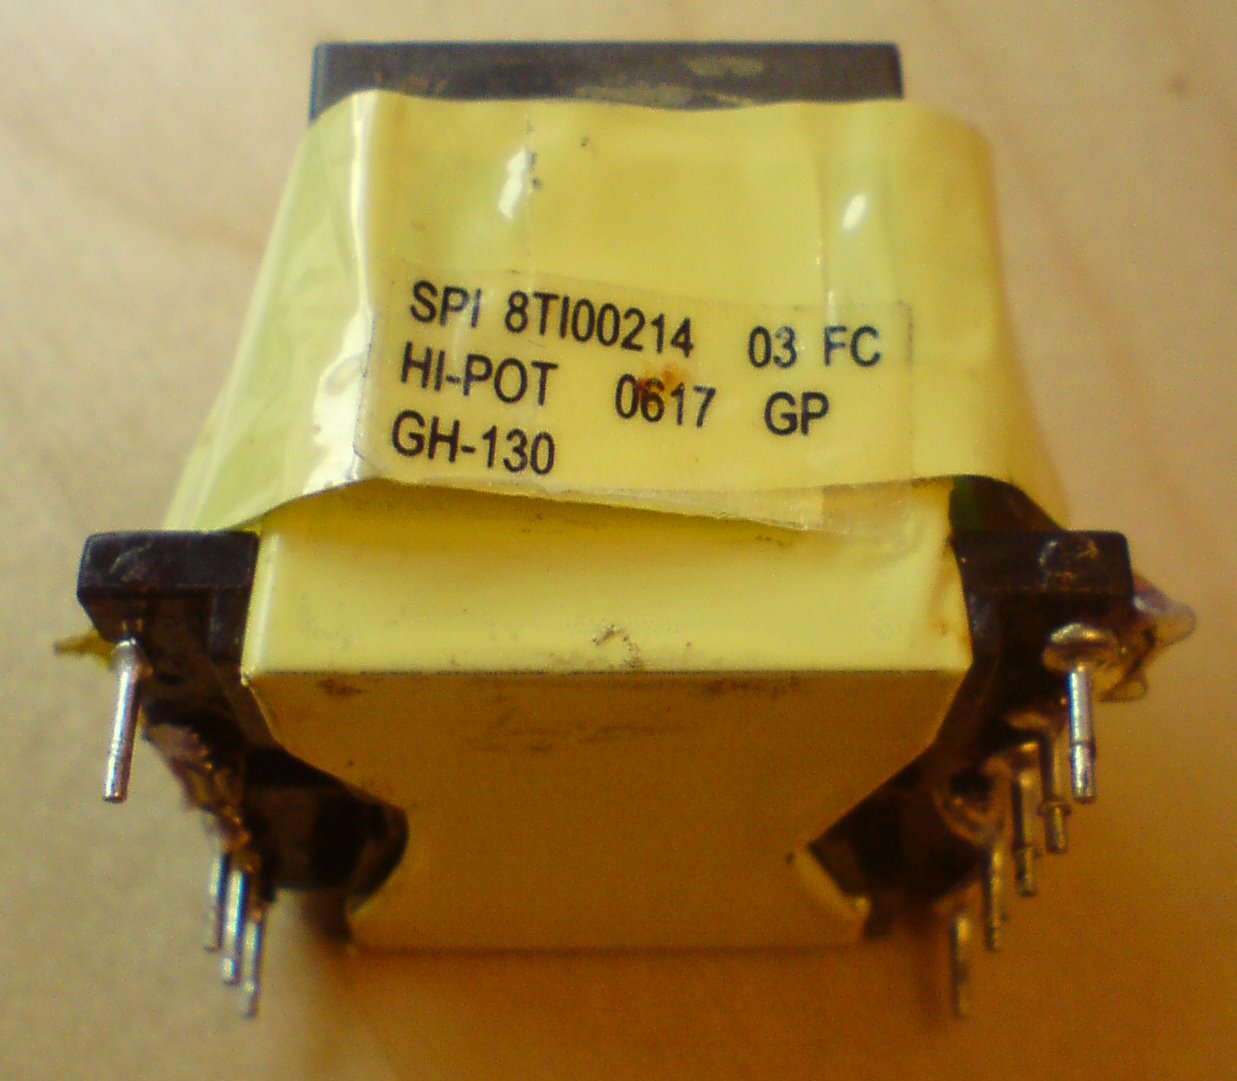 SPI 8TI00214 03 FC
HI-POT 0617 GP
GH-130